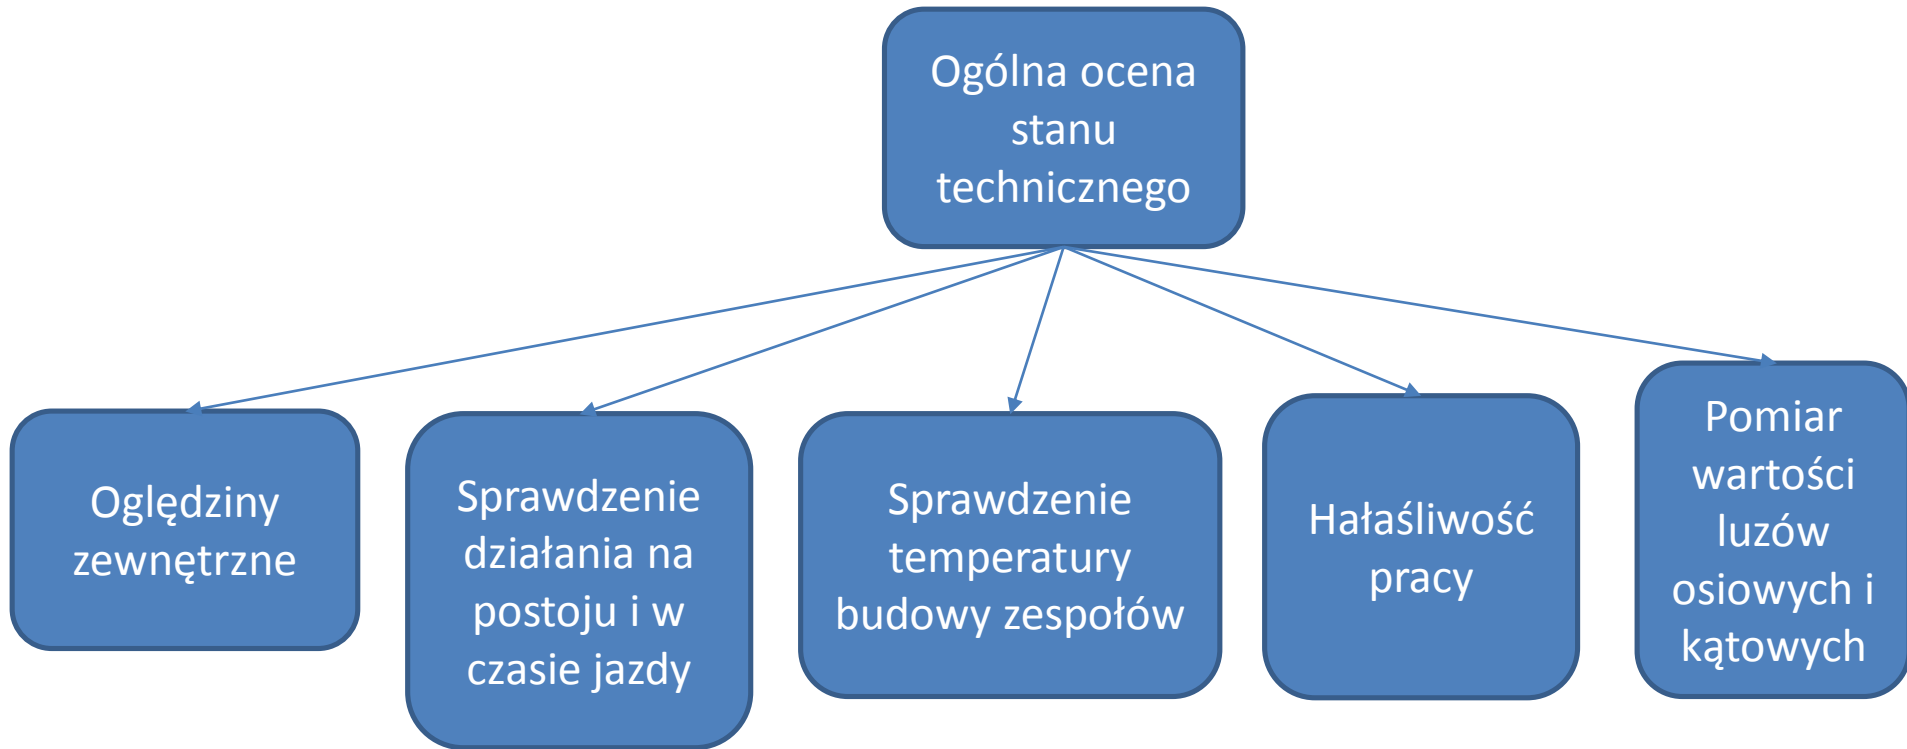 Ogólna ocena
stanu
technicznego
Oględziny
zewnętrzne
Sprawdzenie
działania na
postoju i w
czasie jazdy
Sprawdzenie
temperatury
budowy zespołów
Hałaśliwość
pracy
Pomiar
wartości
luzów
osiowych i
kątowych